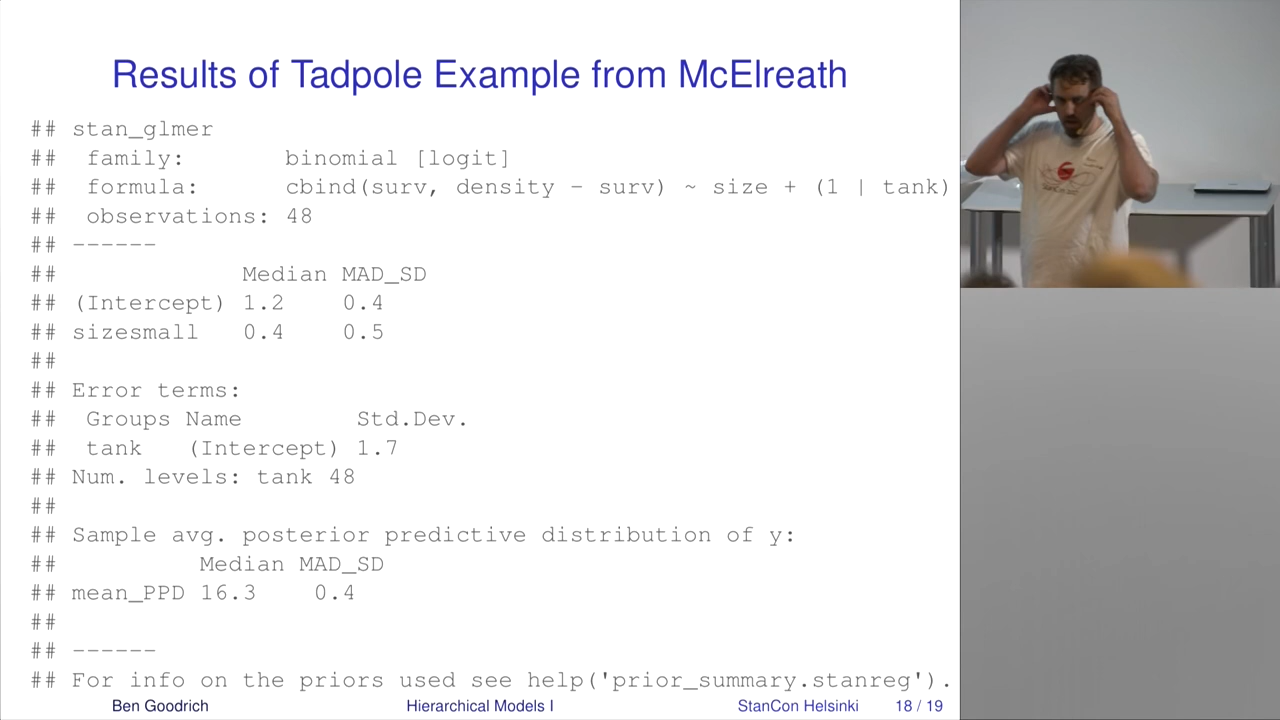 Results of Tadpole Example from McElreath
## stan_glmer
## family: binomial [logit]
## formula: cbind(surv, density - surv) ~ size + (1 | tank)
## observations: 48
## ------
## Median MAD_SD
## (Intercept) 1.2 0.4
## sizesmall 0.4 0.5
##
## Error terms:
## Groups Name Std.Dev.
## tank (Intercept) 1.7
## Num. levels: tank 48
##
## Sample avg. posterior predictive distribution of y:
## Median MAD_SD
## mean_PPD 16.3 0.4
##
## ------
## For info on the priors used see help('prior_summary.stanreg').
Ben Goodrich Hierarchical Models I StanCon Helsinki 18 / 19